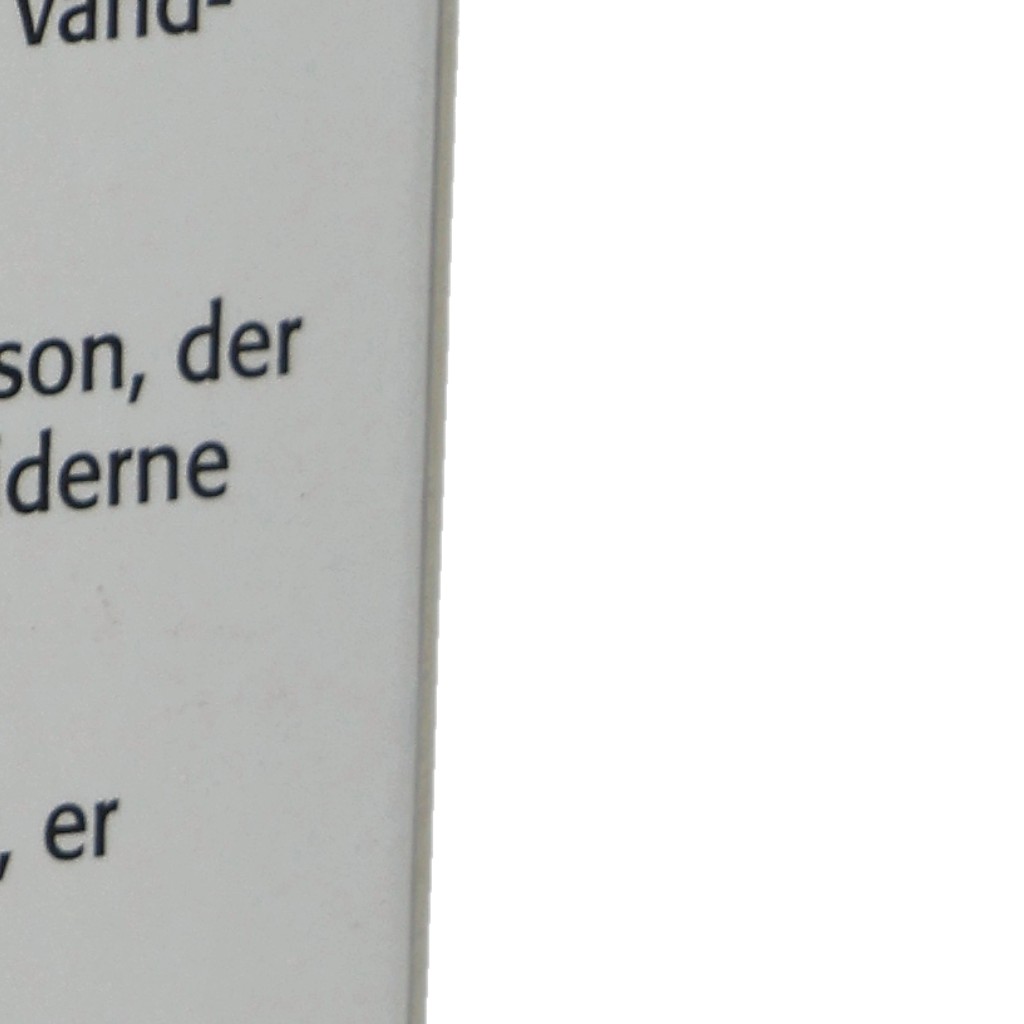 vand-
son, der
iderne
, er